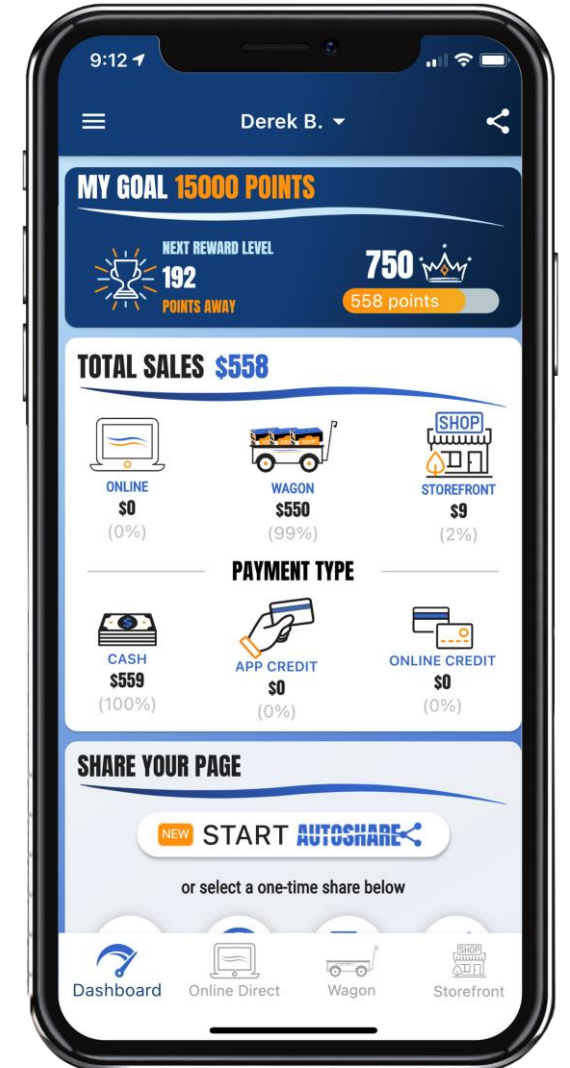 9:12
Derek B.
MY GOAL 15000 POINTS
NEXT REWARD LEVEL
192
POINTS AWAY
750
558 points
TOTAL SALES $558
SHOP
ONLINE
$0
(0%)
WAGON
$550
(99%)
STOREFRONT
$9
(2%)
PAYMENT TYPE
$
CASH
$559
(100%)
APP CREDIT
$0
(0%)
ONLINE CREDIT
$0
(0%)
SHARE YOUR PAGE
NEW START AUTOSHARE
or select a one-time share below
SHOP
Dashboard
Online Direct
Wagon
Storefront